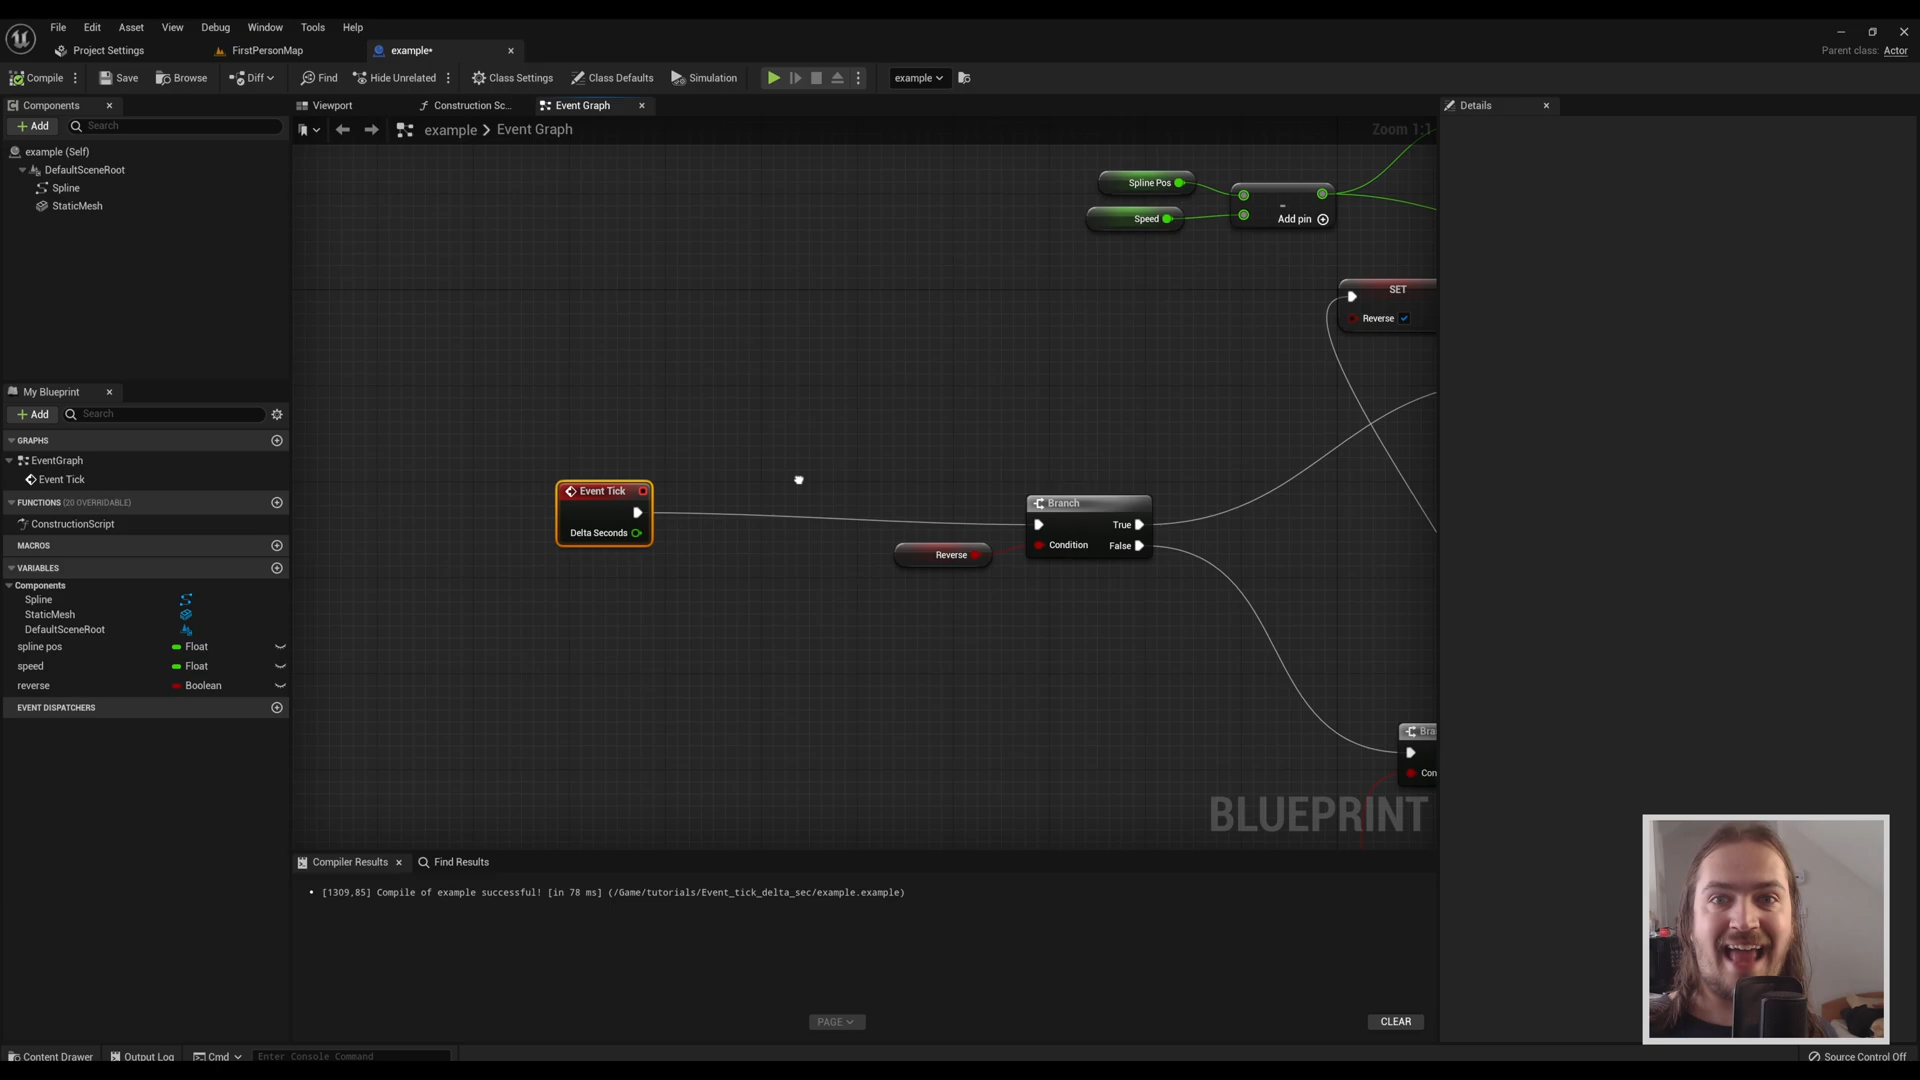 File Edit Asset View Debug Window Tools Help
Project Settings FirstPersonMap example*
Parent class: Actor
Compile Save Browse Diff Find Hide Unrelated Class Settings Class Defaults Simulation example
Components Viewport Construction Sc... Event Graph Details
+ Add Search
example > Event Graph
Zoom 1:1
example (Self)
DefaultSceneRoot
Spline
StaticMesh
Spline Pos
Speed
-
Add pin
SET
Reverse
My Blueprint
+ Add Search
GRAPHS
EventGraph
Event Tick
FUNCTIONS (20 OVERRIDABLE)
ConstructionScript
MACROS
VARIABLES
Components
Spline
StaticMesh
DefaultSceneRoot
spline pos Float
speed Float
reverse Boolean
EVENT DISPATCHERS
Event Tick
Delta Seconds
Reverse
Branch
True
Condition False
Bra
Con
BLUEPRINT
Compiler Results Find Results
• [1309,85] Compile of example successful! [in 78 ms] (/Game/tutorials/Event_tick_delta_sec/example.example)
PAGE
CLEAR
Content Drawer Output Log Cmd Enter Console Command Source Control Off